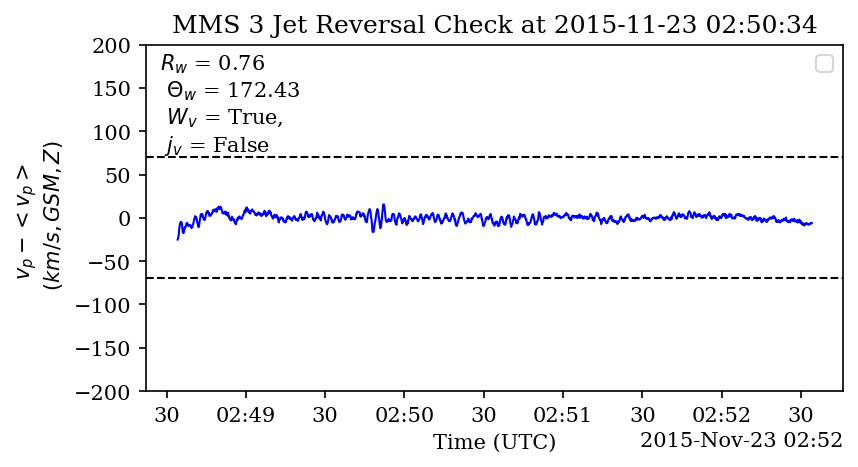 MMS 3 Jet Reversal Check at 2015-11-23 02:50:34
R_w = 0.76
Θ_w = 172.43
W_v = True,
j_v = False
v_p − < v_p >
(km/s, GSM, Z)
200
150
100
50
0
−50
−100
−150
−200
30 02:49 30 02:50 30 02:51 30 02:52 30
Time (UTC)
2015-Nov-23 02:52